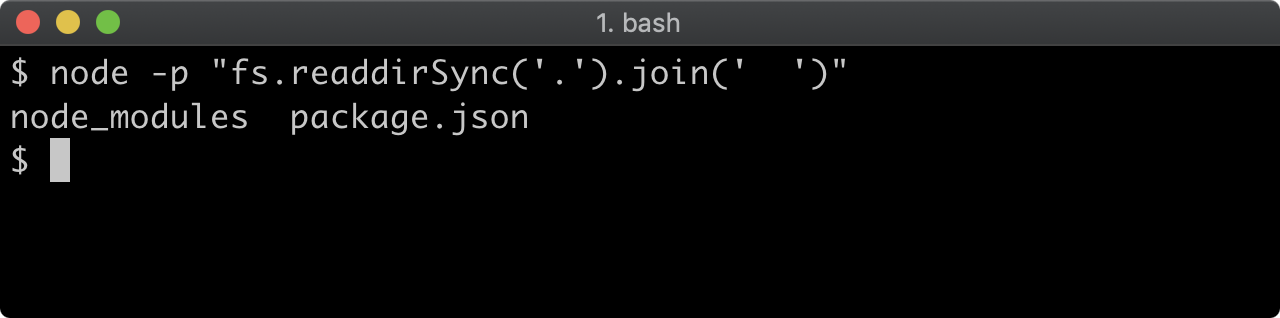 1. bash
$ node -p "fs.readdirSync('.').join('  ')"
node_modules  package.json
$